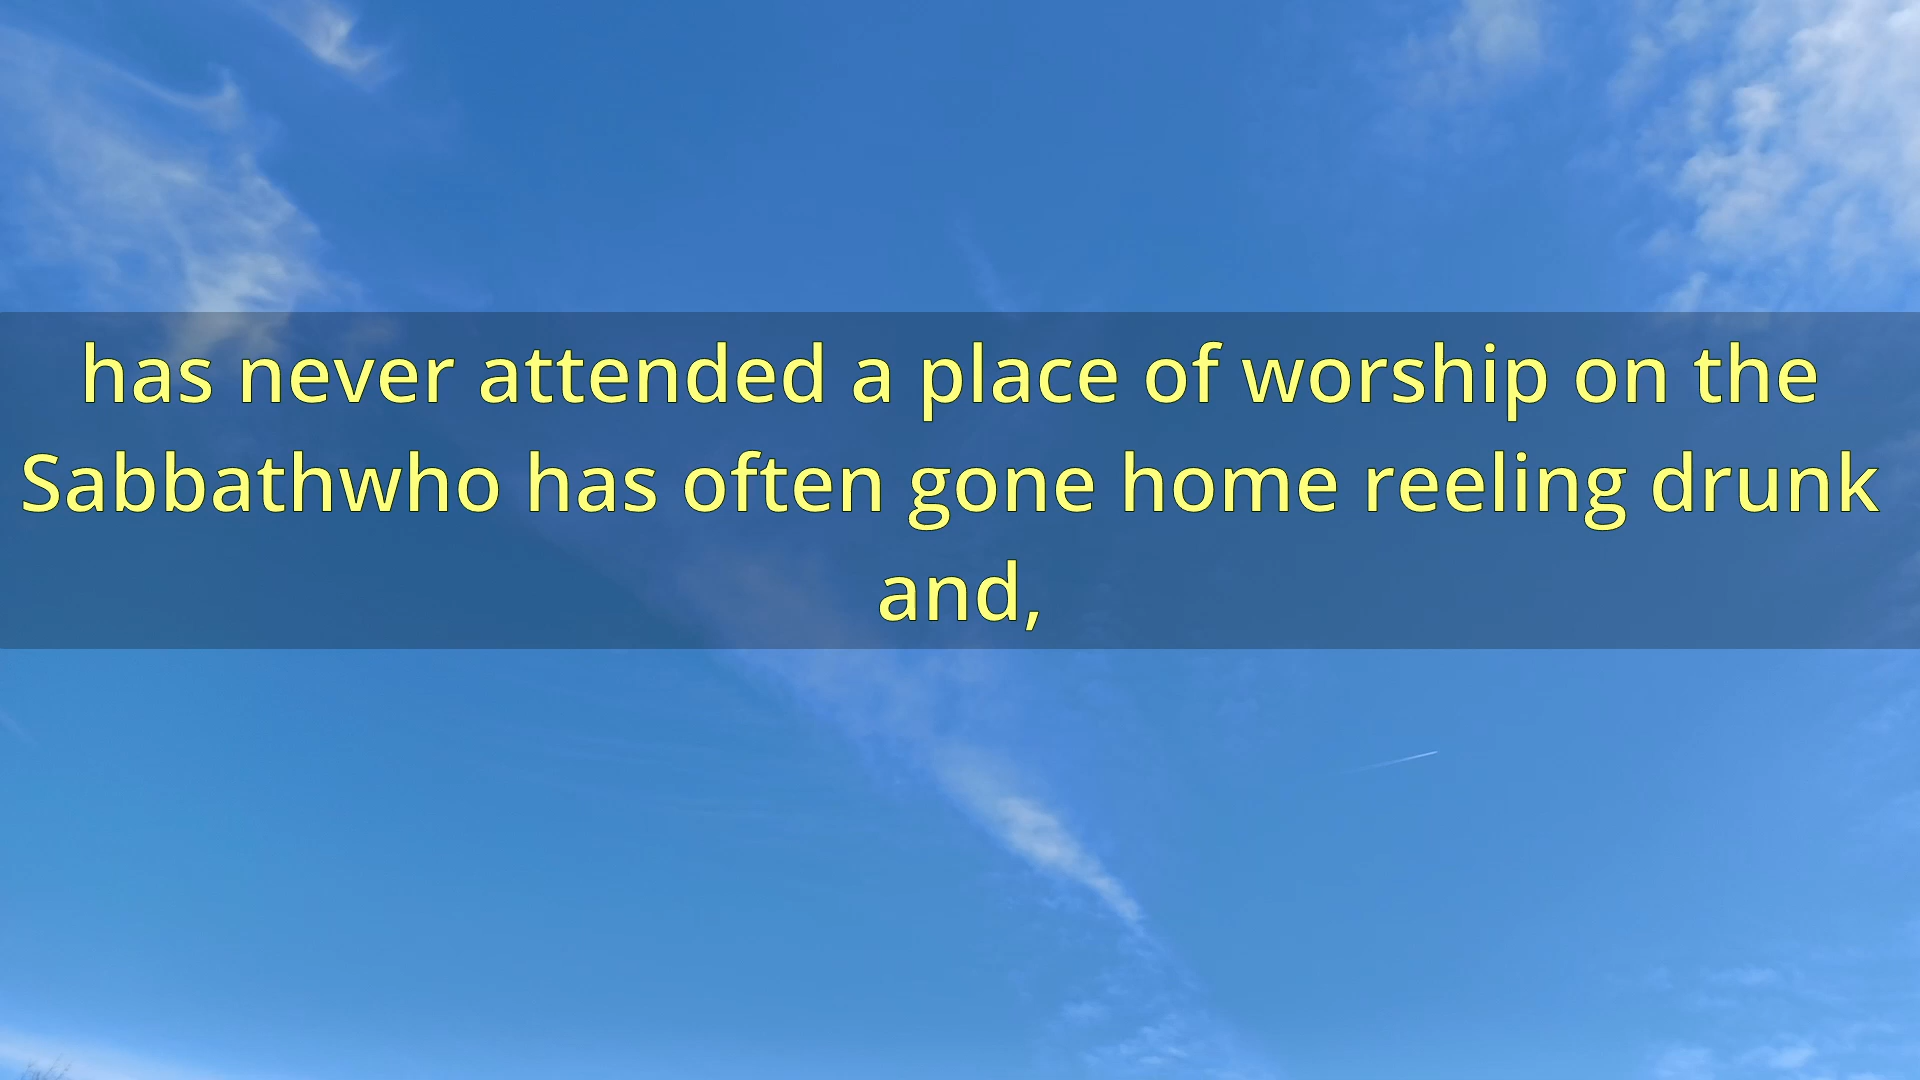 has never attended a place of worship on the
Sabbathwho has often gone home reeling drunk
and,